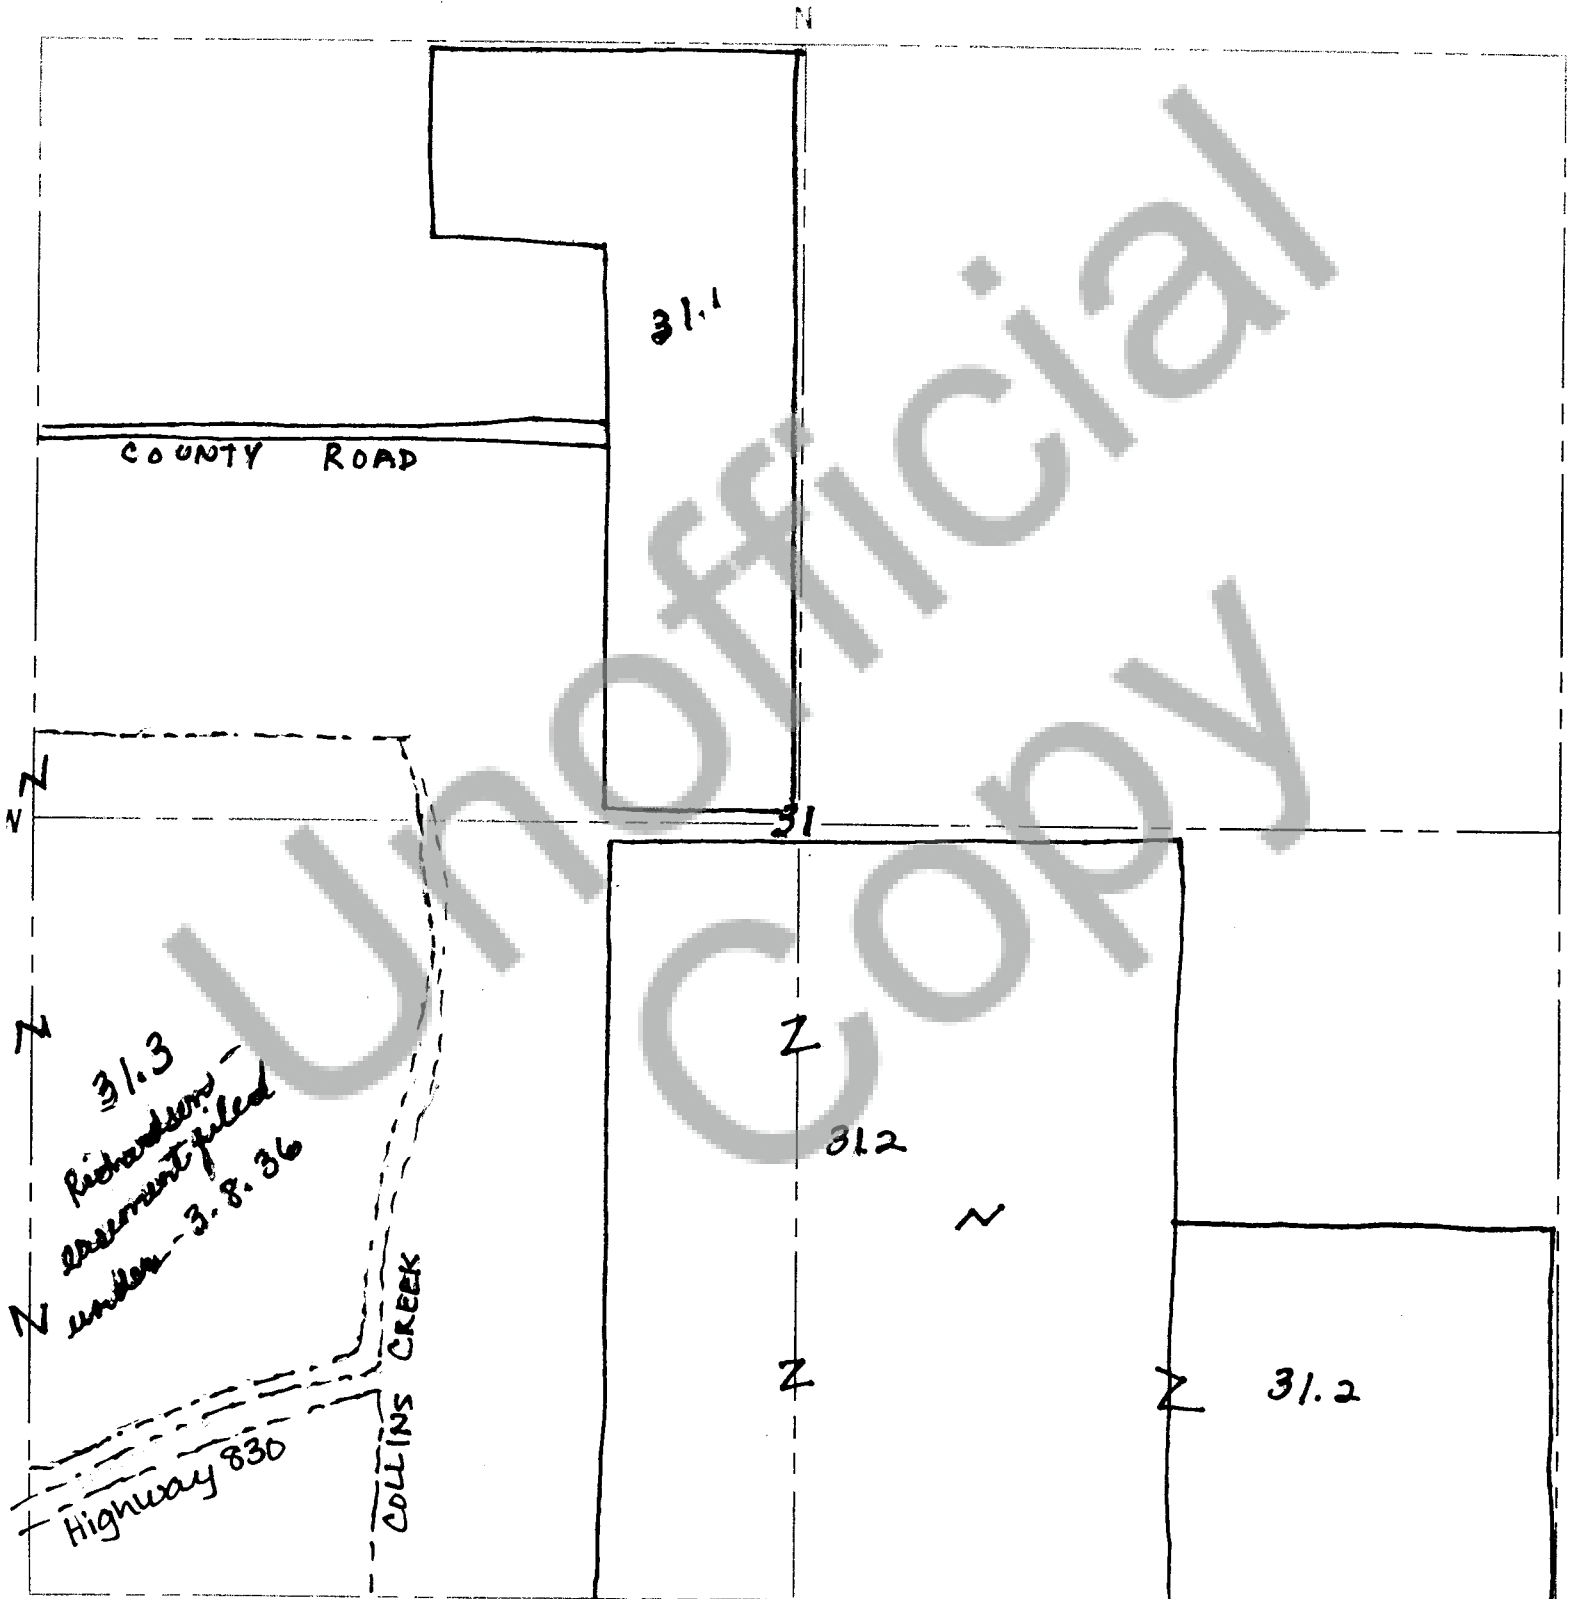 N
31.1
COUNTY ROAD
Unofficial
Copy
N
W
31
N
Z
31.3
Richardson -
easement filed
under - 3.8.36
31.2
N
N
Z
Z
31.2
COLLINS CREEK
Highway 830